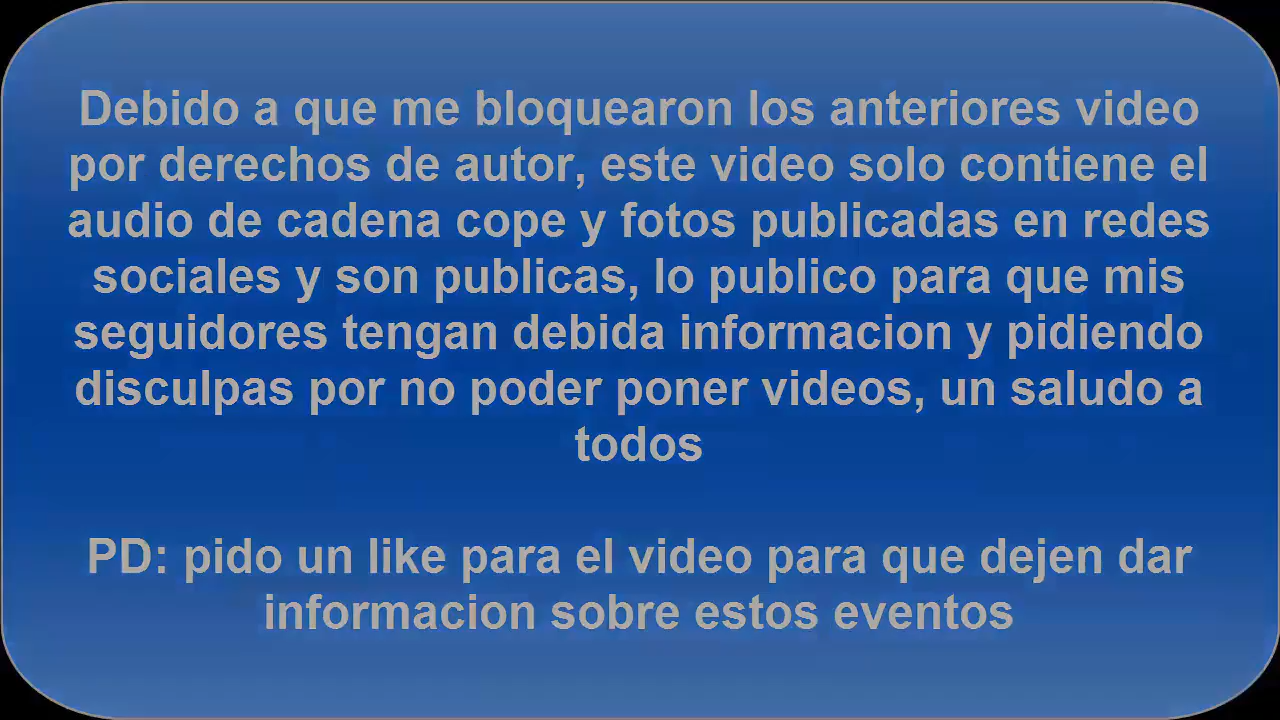 Debido a que me bloquearon los anteriores video
por derechos de autor, este video solo contiene el
audio de cadena cope y fotos publicadas en redes
sociales y son publicas, lo publico para que mis
seguidores tengan debida informacion y pidiendo
disculpas por no poder poner videos, un saludo a
todos
PD: pido un like para el video para que dejen dar
informacion sobre estos eventos